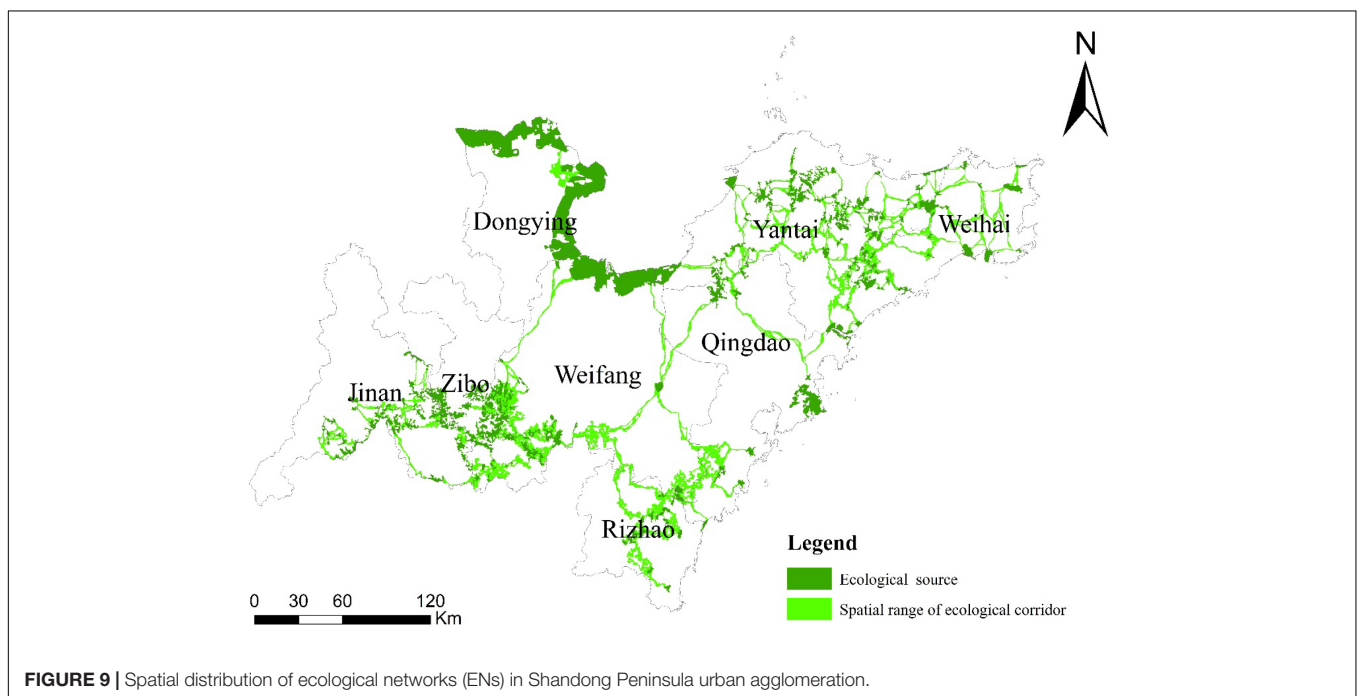 N
Dongying
Yantai
Weihai
Qingdao
Weifang
Jinan
Zibo
Rizhao
Legend
Ecological source
Spatial range of ecological corridor
0 30 60 120
Km
FIGURE 9 | Spatial distribution of ecological networks (ENs) in Shandong Peninsula urban agglomeration.